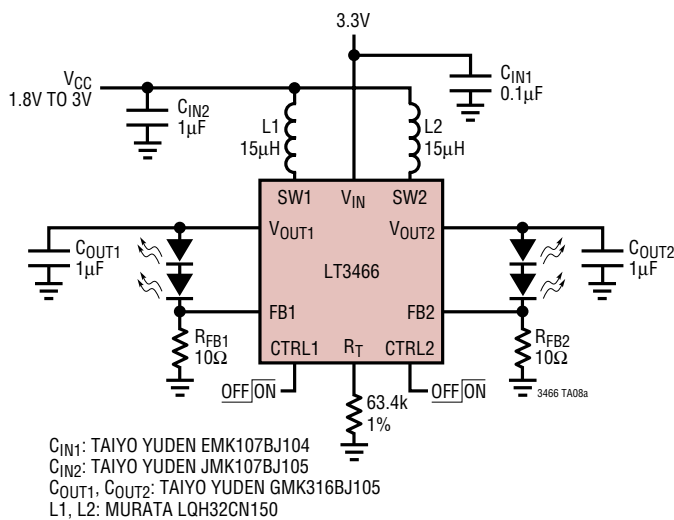 3.3V
CIN1
0.1µF
VCC
1.8V TO 3V
CIN2
1µF
L1
15µH
L2
15µH
SW1
VIN
SW2
VOUT1
VOUT2
COUT1
1µF
COUT2
1µF
LT3466
FB1
FB2
RFB1
10Ω
RFB2
10Ω
CTRL1
RT
CTRL2
OFF ON
OFF ON
3466 TA08a
63.4k
1%
CIN1: TAIYO YUDEN EMK107BJ104
CIN2: TAIYO YUDEN JMK107BJ105
COUT1, COUT2: TAIYO YUDEN GMK316BJ105
L1, L2: MURATA LQH32CN150